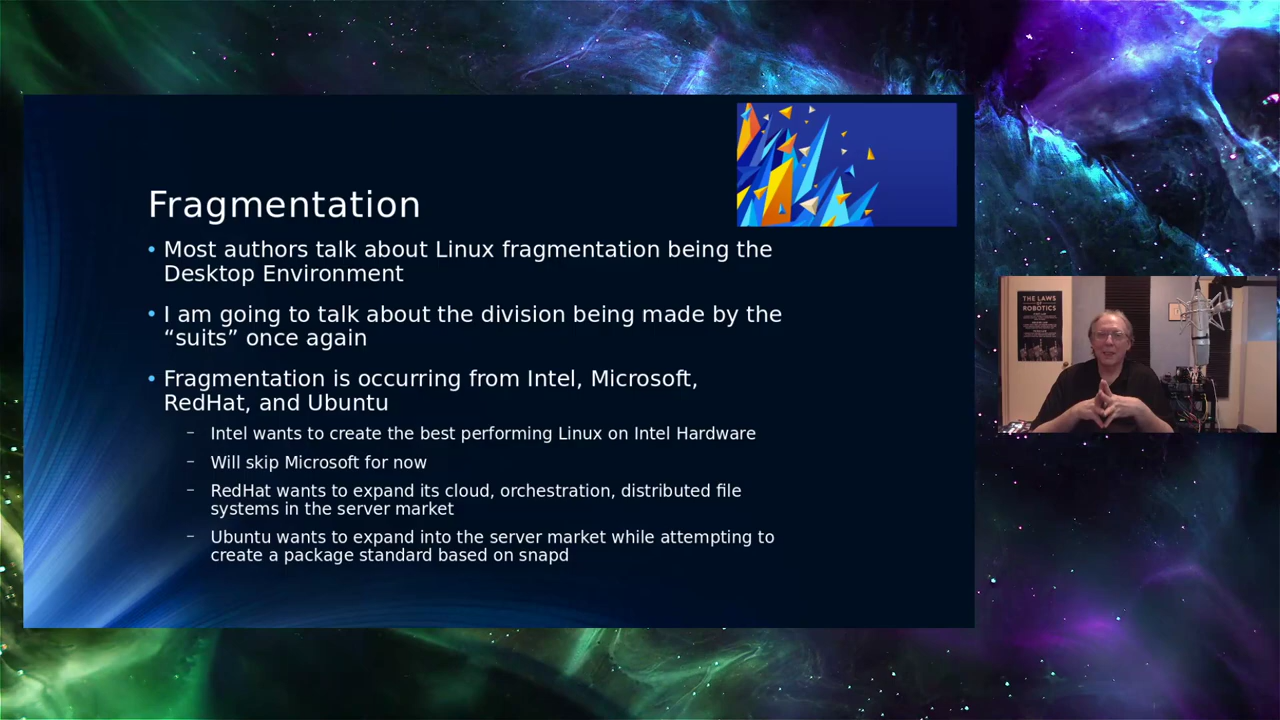 Fragmentation
• Most authors talk about Linux fragmentation being the
Desktop Environment
• I am going to talk about the division being made by the
“suits” once again
• Fragmentation is occurring from Intel, Microsoft,
RedHat, and Ubuntu
– Intel wants to create the best performing Linux on Intel Hardware
– Will skip Microsoft for now
– RedHat wants to expand its cloud, orchestration, distributed file
systems in the server market
– Ubuntu wants to expand into the server market while attempting to
create a package standard based on snapd
THE LAWS
OF
ROBOTICS